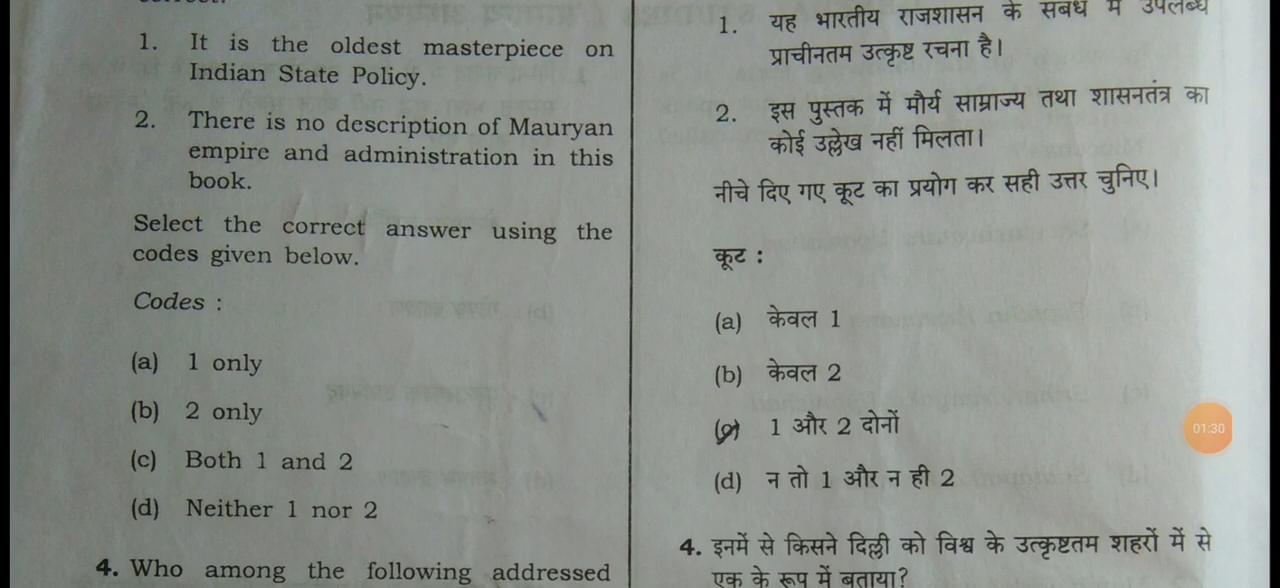 1. It is the oldest masterpiece on
Indian State Policy.
2. There is no description of Mauryan
empire and administration in this
book.
Select the correct answer using the
codes given below.
Codes :
(a) 1 only
(b) 2 only
(c) Both 1 and 2
(d) Neither 1 nor 2
4. Who among the following addressed
1. यह भारतीय राजशासन के संबंध में उपलब्ध
प्राचीनतम उत्कृष्ट रचना है।
2. इस पुस्तक में मौर्य साम्राज्य तथा शासनतंत्र का
कोई उल्लेख नहीं मिलता।
नीचे दिए गए कूट का प्रयोग कर सही उत्तर चुनिए।
कूट :
(a) केवल 1
(b) केवल 2
(c) 1 और 2 दोनों
(d) न तो 1 और न ही 2
4. इनमें से किसने दिल्ली को विश्व के उत्कृष्टतम शहरों में से
एक के रूप में बताया?
01:30